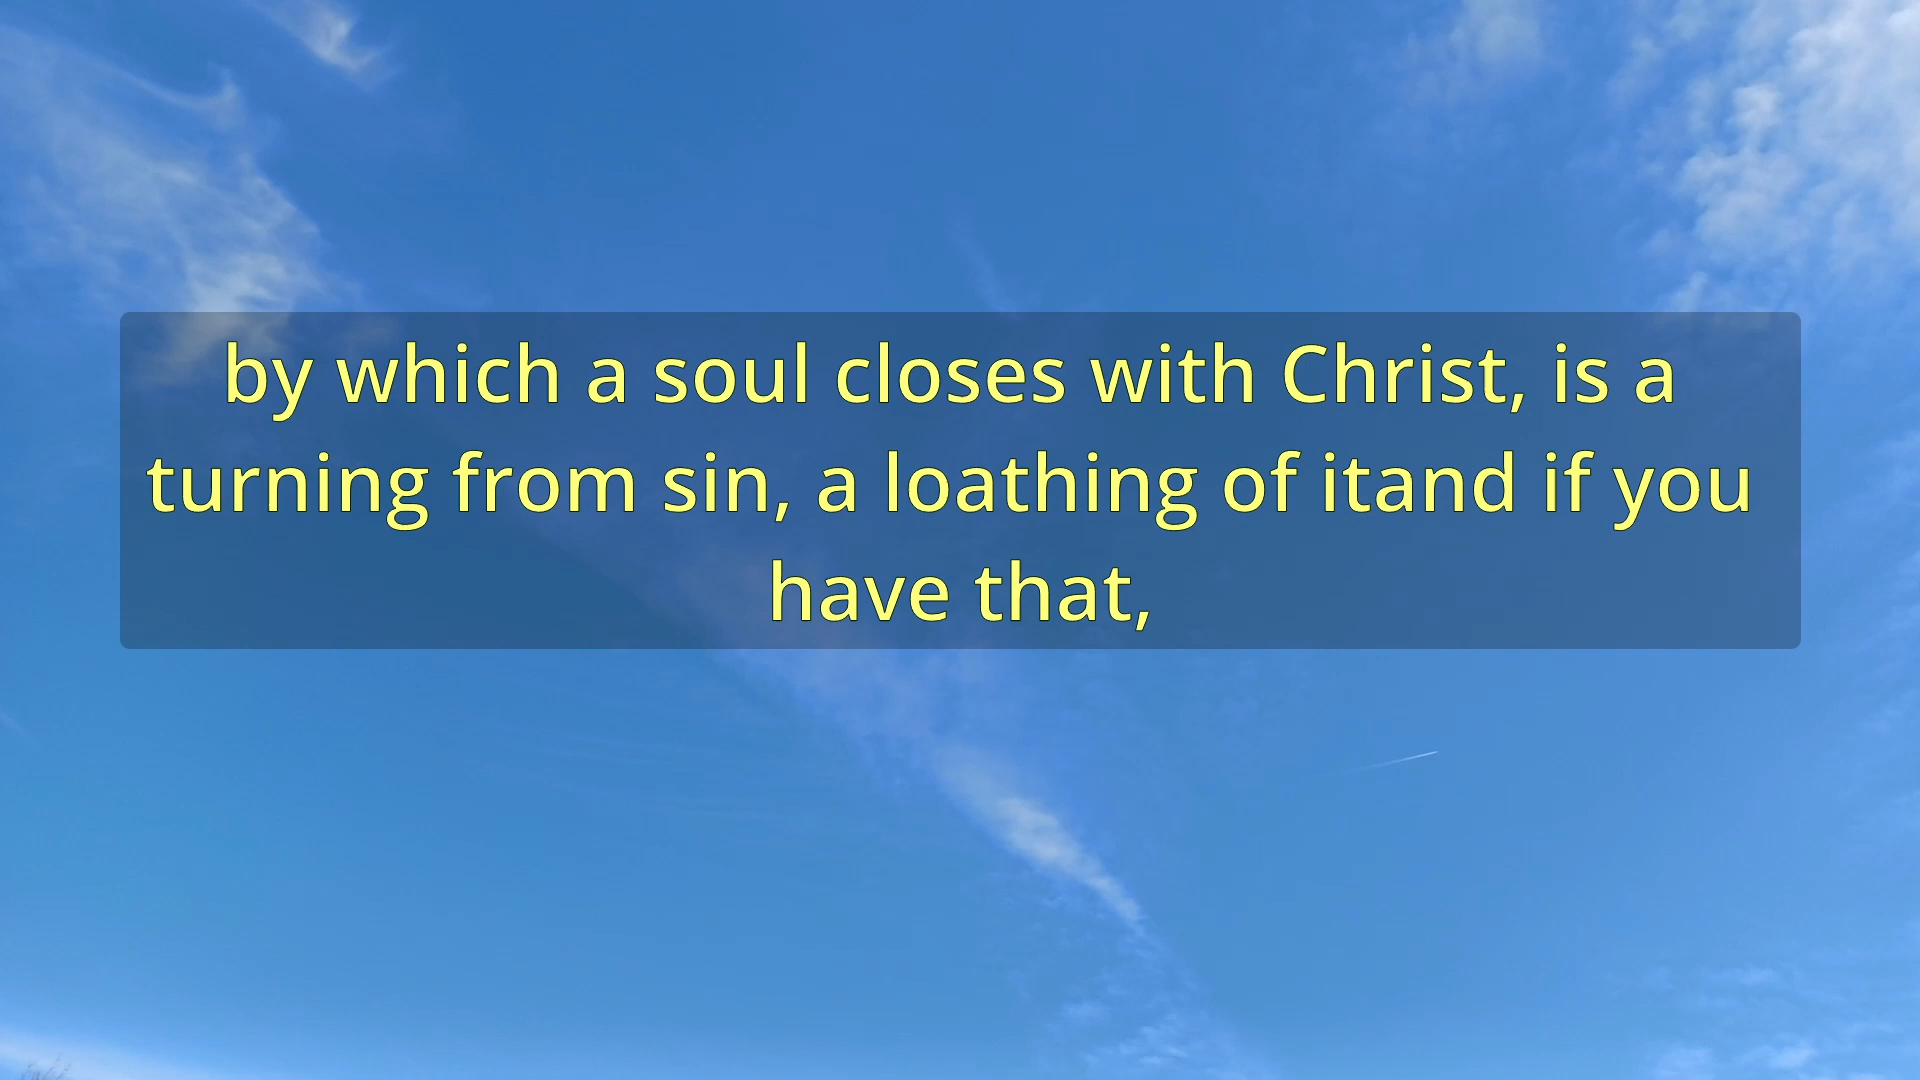 by which a soul closes with Christ, is a
turning from sin, a loathing of itand if you
have that,